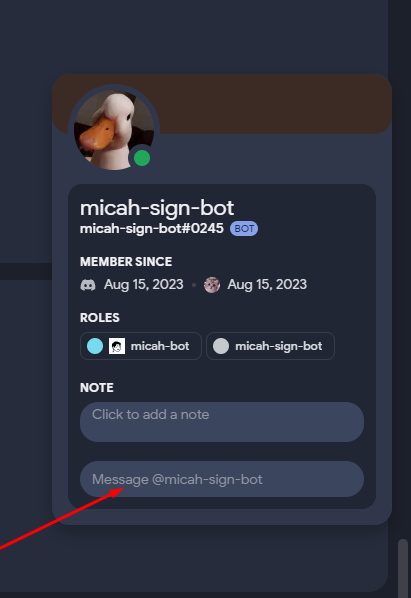 micah-sign-bot
micah-sign-bot#0245 BOT
MEMBER SINCE
Aug 15, 2023 • Aug 15, 2023
ROLES
micah-bot micah-sign-bot
NOTE
Click to add a note
Message @micah-sign-bot